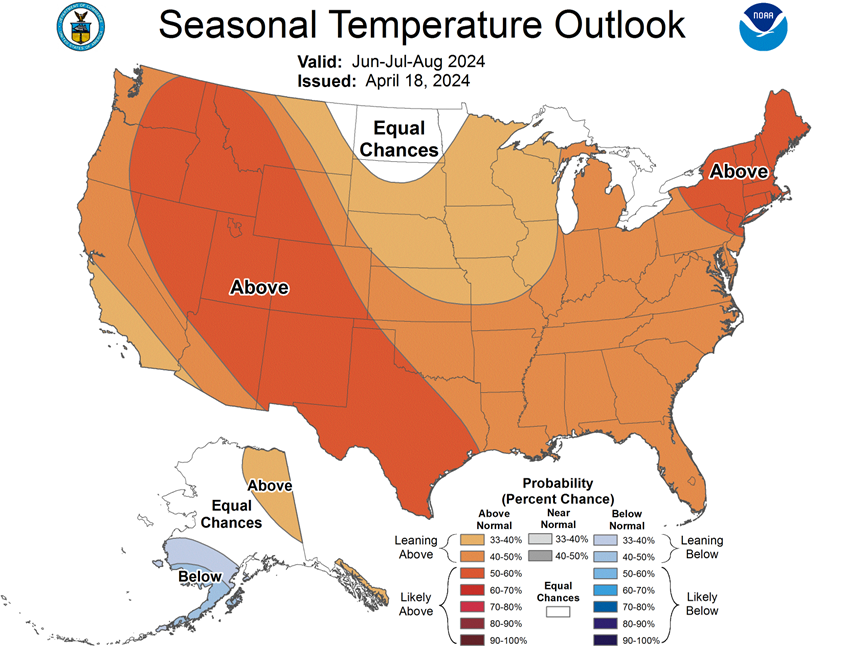 Seasonal Temperature Outlook
NOAA
Valid: Jun-Jul-Aug 2024
Issued: April 18, 2024
Equal
Chances
Above
Above
Above
Equal
Chances
Below
Probability
(Percent Chance)
Above
Normal
Near
Normal
Below
Normal
Leaning
Above
33-40%
40-50%
33-40%
40-50%
33-40%
40-50%
Leaning
Below
Likely
Above
50-60%
60-70%
70-80%
80-90%
90-100%
Equal
Chances
50-60%
60-70%
70-80%
80-90%
90-100%
Likely
Below